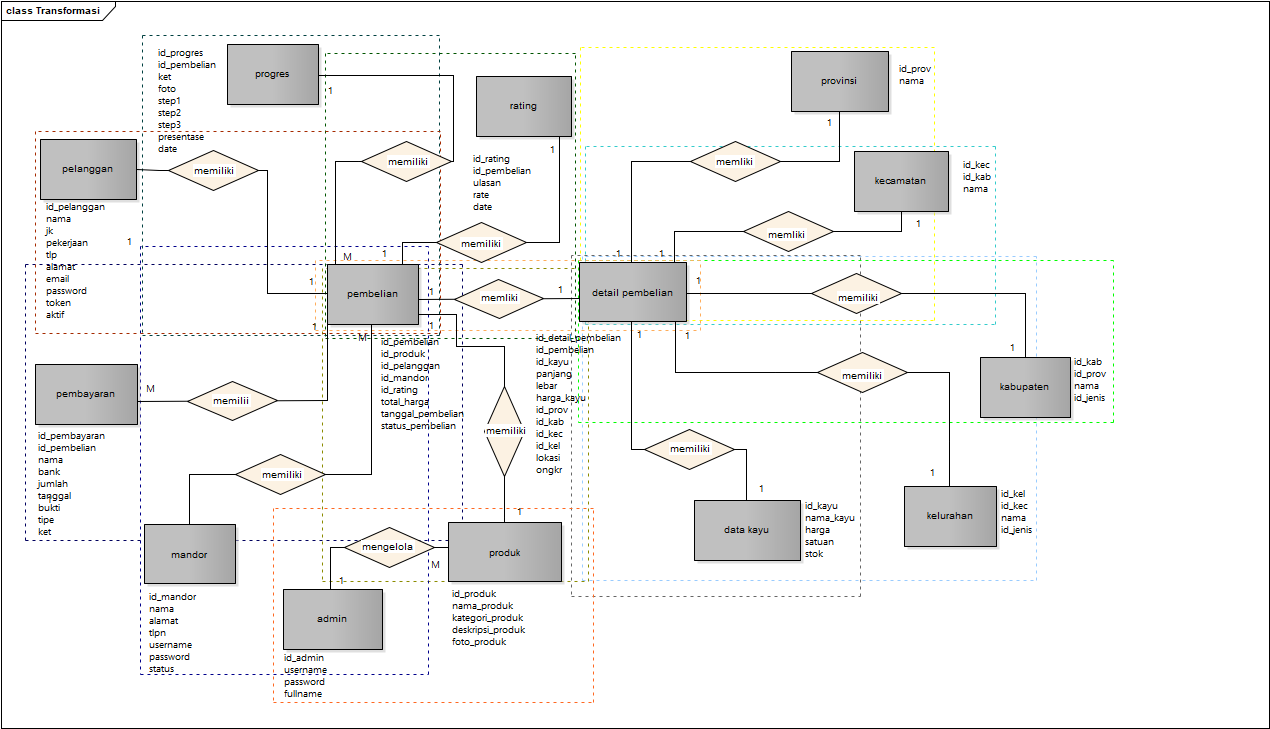 class Transformasi
id_progres
id_pembelian
ket
foto
step1
step2
step3
presentase
date
progres
1
rating
1
id_rating
id_pembelian
ulasan
rate
date
provinsi
id_prov
nama
1
pelanggan
memiliki
memiliki
id_pelanggan
nama
jk
pekerjaan
tlp
alamat
email
password
token
aktif
1
1
memiliki
1
M
memliki
kecamatan
id_kec
id_kab
nama
1
memliki
1
1
pembelian
1
1
M
1
1
memliki
1
detail pembelian
1
1
1
memiliki
1
kabupaten
id_kab
id_prov
nama
id_jenis
id_pembelian
id_produk
id_pelanggan
id_mandor
id_rating
total_harga
tanggal_pembelian
status_pembelian
id_detail_pembelian
id_pembelian
id_kayu
panjang
lebar
harga_kayu
id_prov
id_kab
id_kec
id_kel
lokasi
ongkr
memiliki
pembayaran
M
memilii
id_pembayaran
id_pembelian
nama
bank
jumlah
tanggal
bukti
tipe
ket
memiliki
memiliki
1
memiliki
1
data kayu
id_kayu
nama_kayu
harga
satuan
stok
1
kelurahan
id_kel
id_kec
nama
id_jenis
mandor
id_mandor
nama
alamat
tlpn
username
password
status
mengelola
M
1
produk
id_produk
nama_produk
kategori_produk
deskripsi_produk
foto_produk
admin
id_admin
username
password
fullname